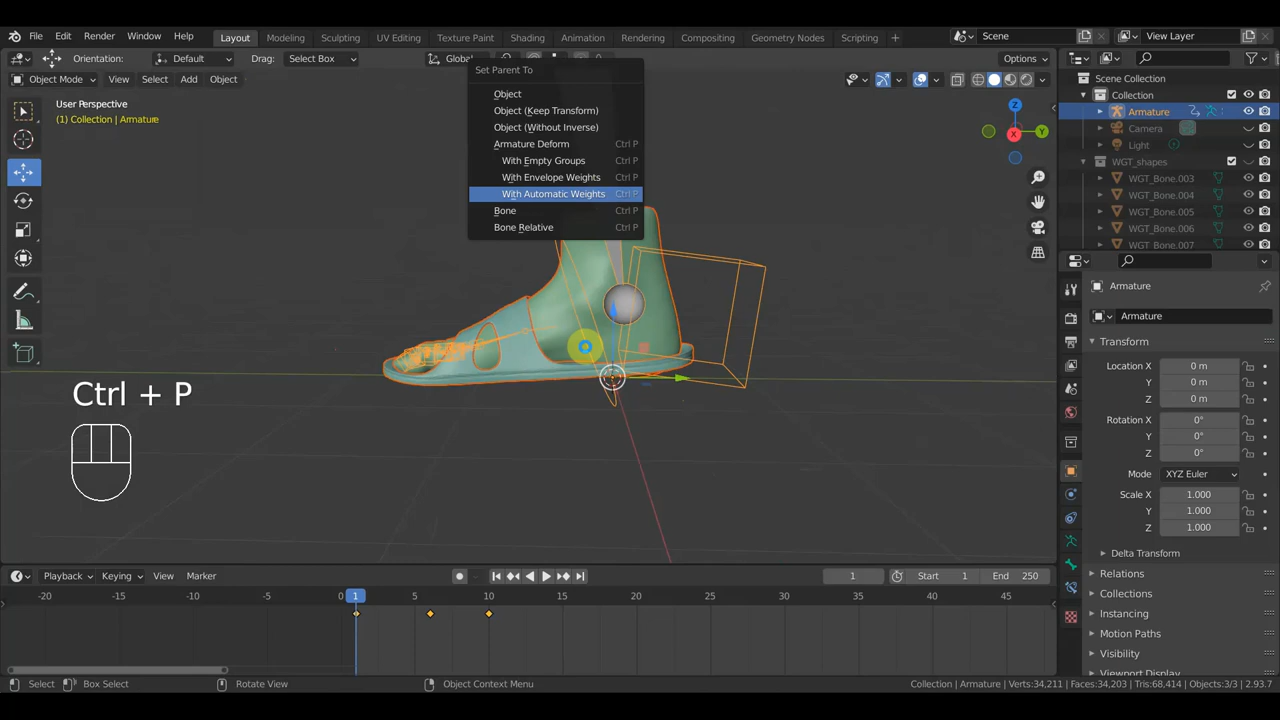 File Edit Render Window Help Layout Modeling Sculpting UV Editing Texture Paint Shading Animation Rendering Compositing Geometry Nodes Scripting + Scene View Layer
Orientation: Default Drag: Select Box Global Options
Object Mode View Select Add Object
User Perspective
(1) Collection | Armature
Set Parent To
Object
Object (Keep Transform)
Object (Without Inverse)
Armature Deform Ctrl P
With Empty Groups Ctrl P
With Envelope Weights Ctrl P
With Automatic Weights Ctrl P
Bone Ctrl P
Bone Relative Ctrl P
Z
Y
X
Scene Collection
Collection
Armature
Camera
Light
WGT_shapes
WGT_Bone.003
WGT_Bone.004
WGT_Bone.005
WGT_Bone.006
WGT_Bone.007
Armature
Armature
Transform
Location X 0 m
Y 0 m
Z 0 m
Rotation X 0°
Y 0°
Z 0°
Mode XYZ Euler
Scale X 1.000
Y 1.000
Z 1.000
Delta Transform
Relations
Collections
Instancing
Motion Paths
Visibility
Viewport Display
Ctrl + P
Playback Keying View Marker 1 Start 1 End 250
-20 -15 -10 -5 0 1 5 10 15 20 25 30 35 40 45
Select Box Select Rotate View Object Context Menu Collection | Armature | Verts:34,211 | Faces:34,203 | Tris:68,414 | Objects:3/3 | 2.93.7